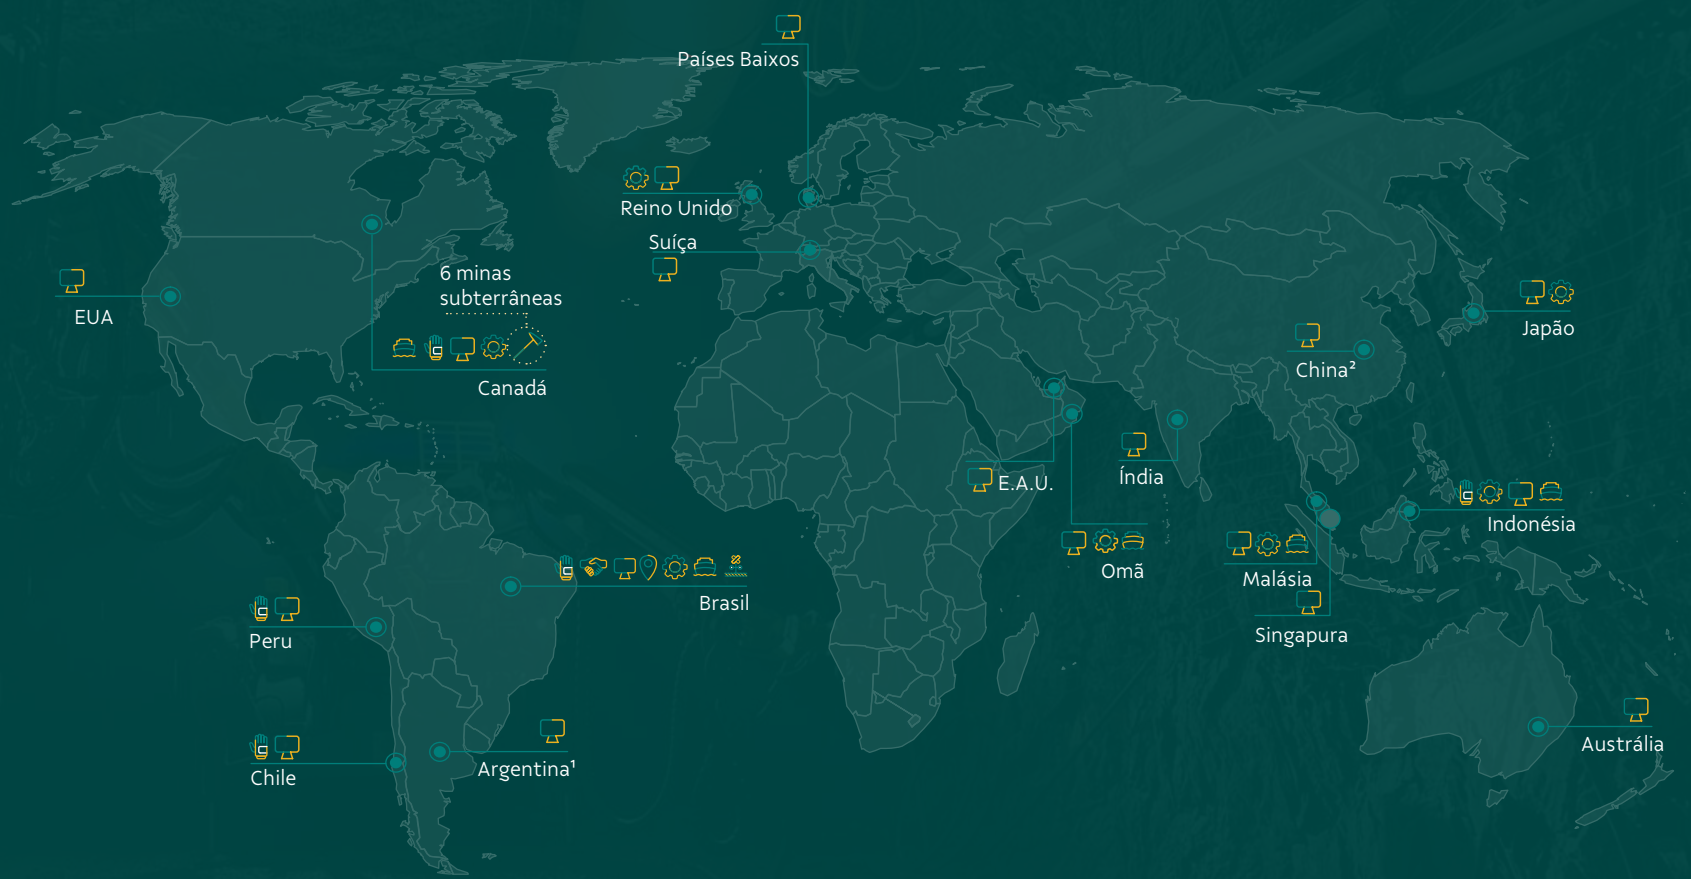 Países Baixos
Reino Unido
Suíça
6 minas
subterrâneas
EUA
Canadá
Japão
China²
E.A.U.
Índia
Indonésia
Omã
Malásia
Singapura
Brasil
Peru
Chile
Argentina¹
Austrália